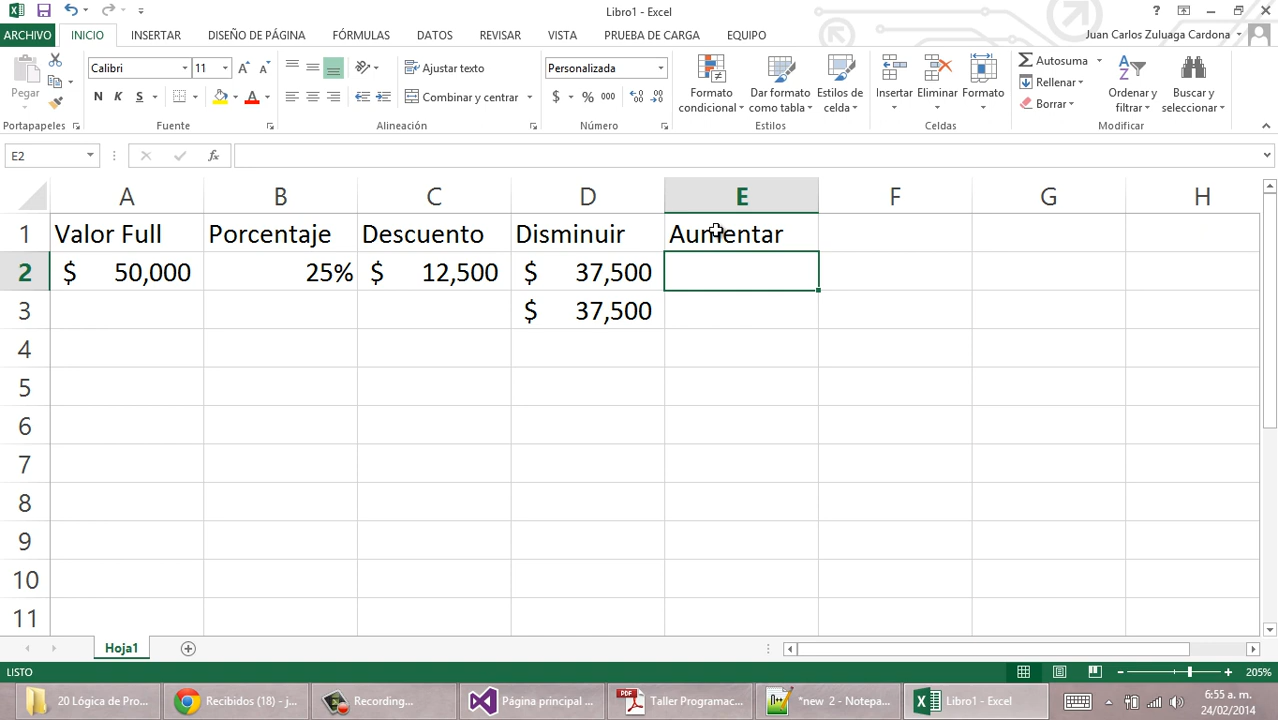 Libro1 - Excel
?
ARCHIVO INICIO INSERTAR DISEÑO DE PÁGINA FÓRMULAS DATOS REVISAR VISTA PRUEBA DE CARGA EQUIPO Juan Carlos Zuluaga Cardona
Pegar
Portapapeles
Calibri 11
N K S A
Fuente
Ajustar texto
Combinar y centrar
Alineación
Personalizada
$ % 000
Número
Formato condicional
Dar formato como tabla
Estilos de celda
Estilos
Insertar Eliminar Formato
Celdas
Autosuma
Rellenar
Borrar
Ordenar y filtrar
Buscar y seleccionar
Modificar
E2 fx
A B C D E F G H
1 Valor Full Porcentaje Descuento Disminuir Aumentar
2 $ 50,000 25% $ 12,500 $ 37,500
3 $ 37,500
4
5
6
7
8
9
10
11
Hoja1
LISTO 205%
20 Lógica de Pro... Recibidos (18) - j... Recording... Página principal ... Taller Programac... *new 2 - Notepa... Libro1 - Excel 6:55 a. m.
24/02/2014